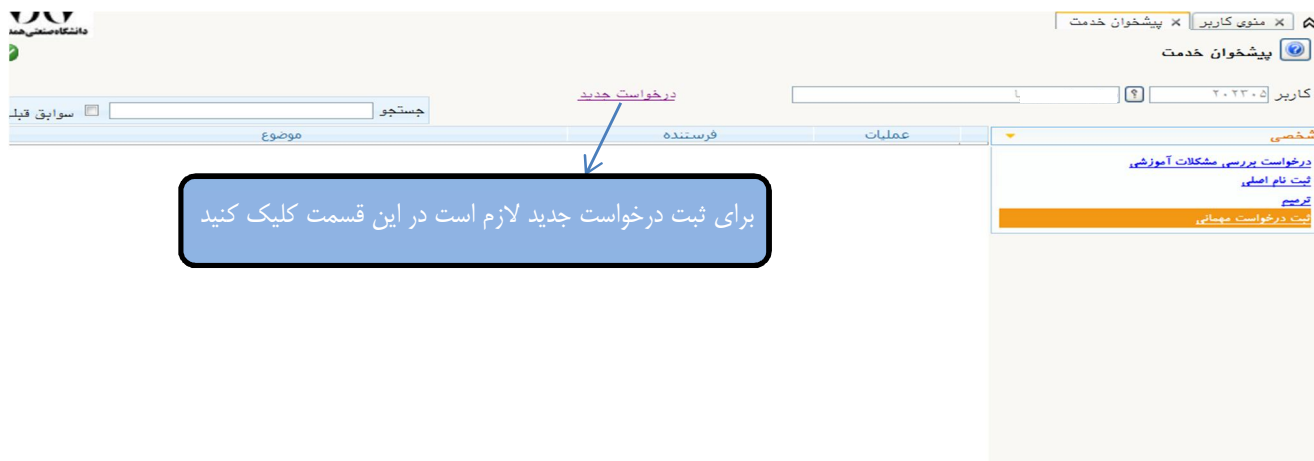 دانشگاه صنعتی همد
منوی کاربر
پیشخوان خدمت
پیشخوان خدمت
کاربر ۲۰۲۳۰۵ ؟
درخواست جدید
جستجو
سوابق قبل
شخصی
عملیات فرستنده موضوع
درخواست بررسی مشکلات آموزشی
ثبت نام اصلی
ترمیم
ثبت درخواست مهمانی
برای ثبت درخواست جدید لازم است در این قسمت کلیک کنید